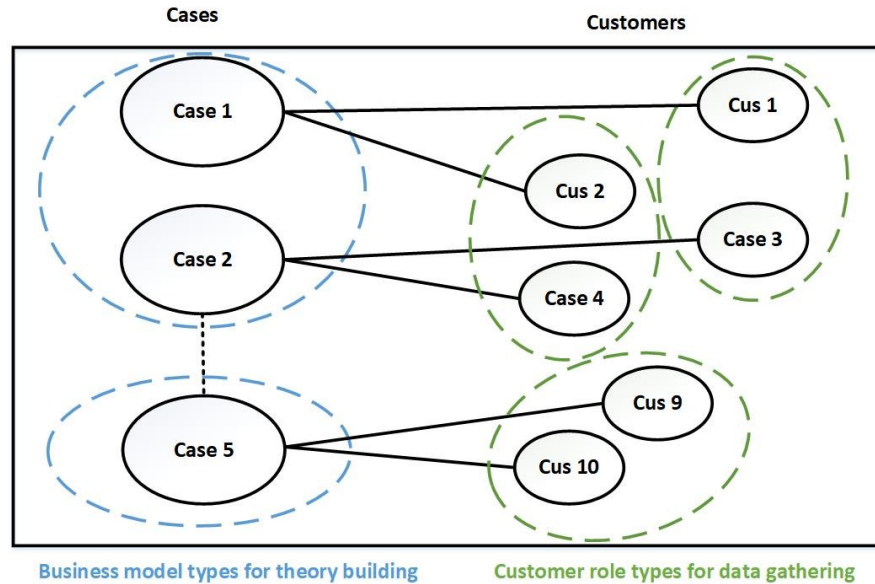 Cases
Customers
Case 1
Cus 1
Cus 2
Case 2
Case 3
Case 4
Cus 9
Case 5
Cus 10
Business model types for theory building
Customer role types for data gathering